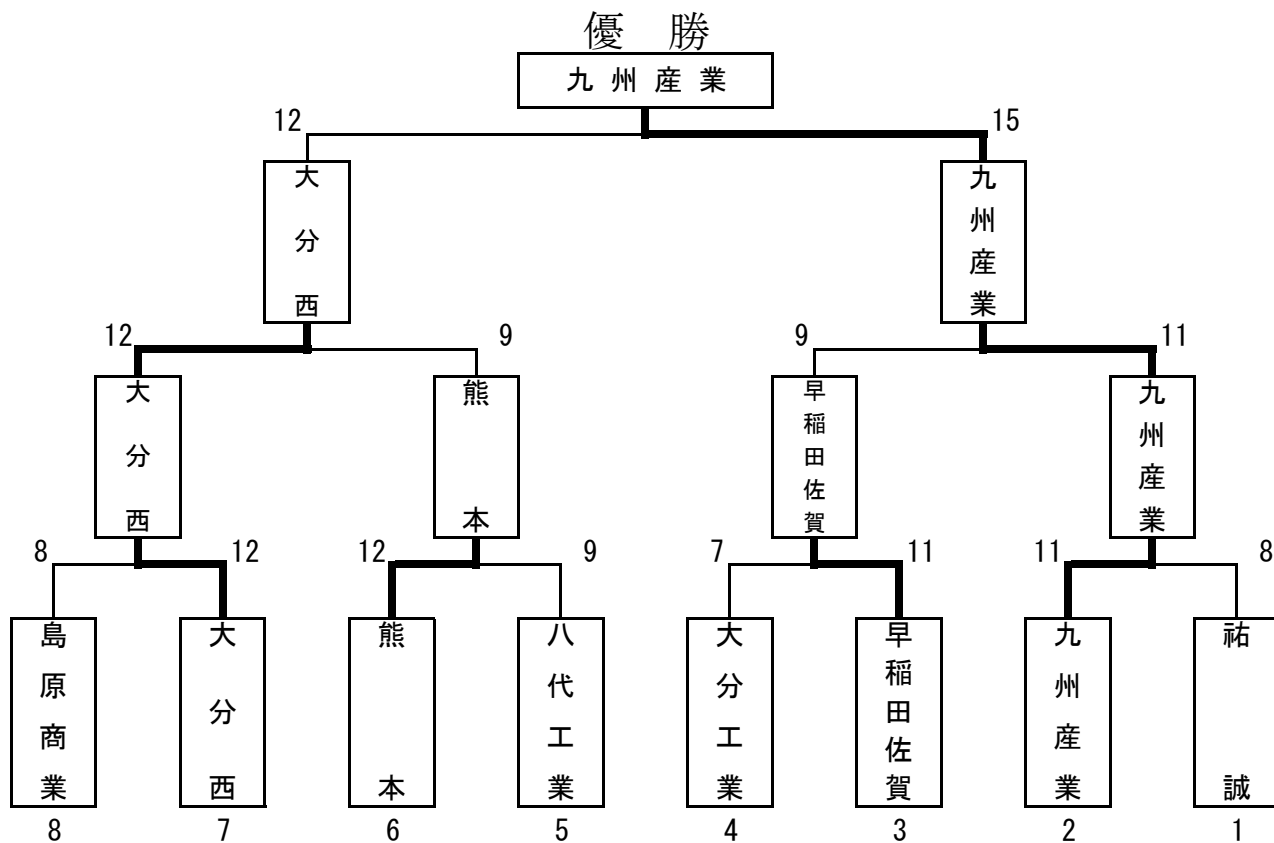 優勝
九州産業
12 15
大分西 九州産業
12 9 9 11
大分西 熊本 早稲田佐賀 九州産業
8 12 12 9 7 11 11 8
島原商業 大分西 熊本 八代工業 大分工業 早稲田佐賀 九州産業 祐誠
8 7 6 5 4 3 2 1